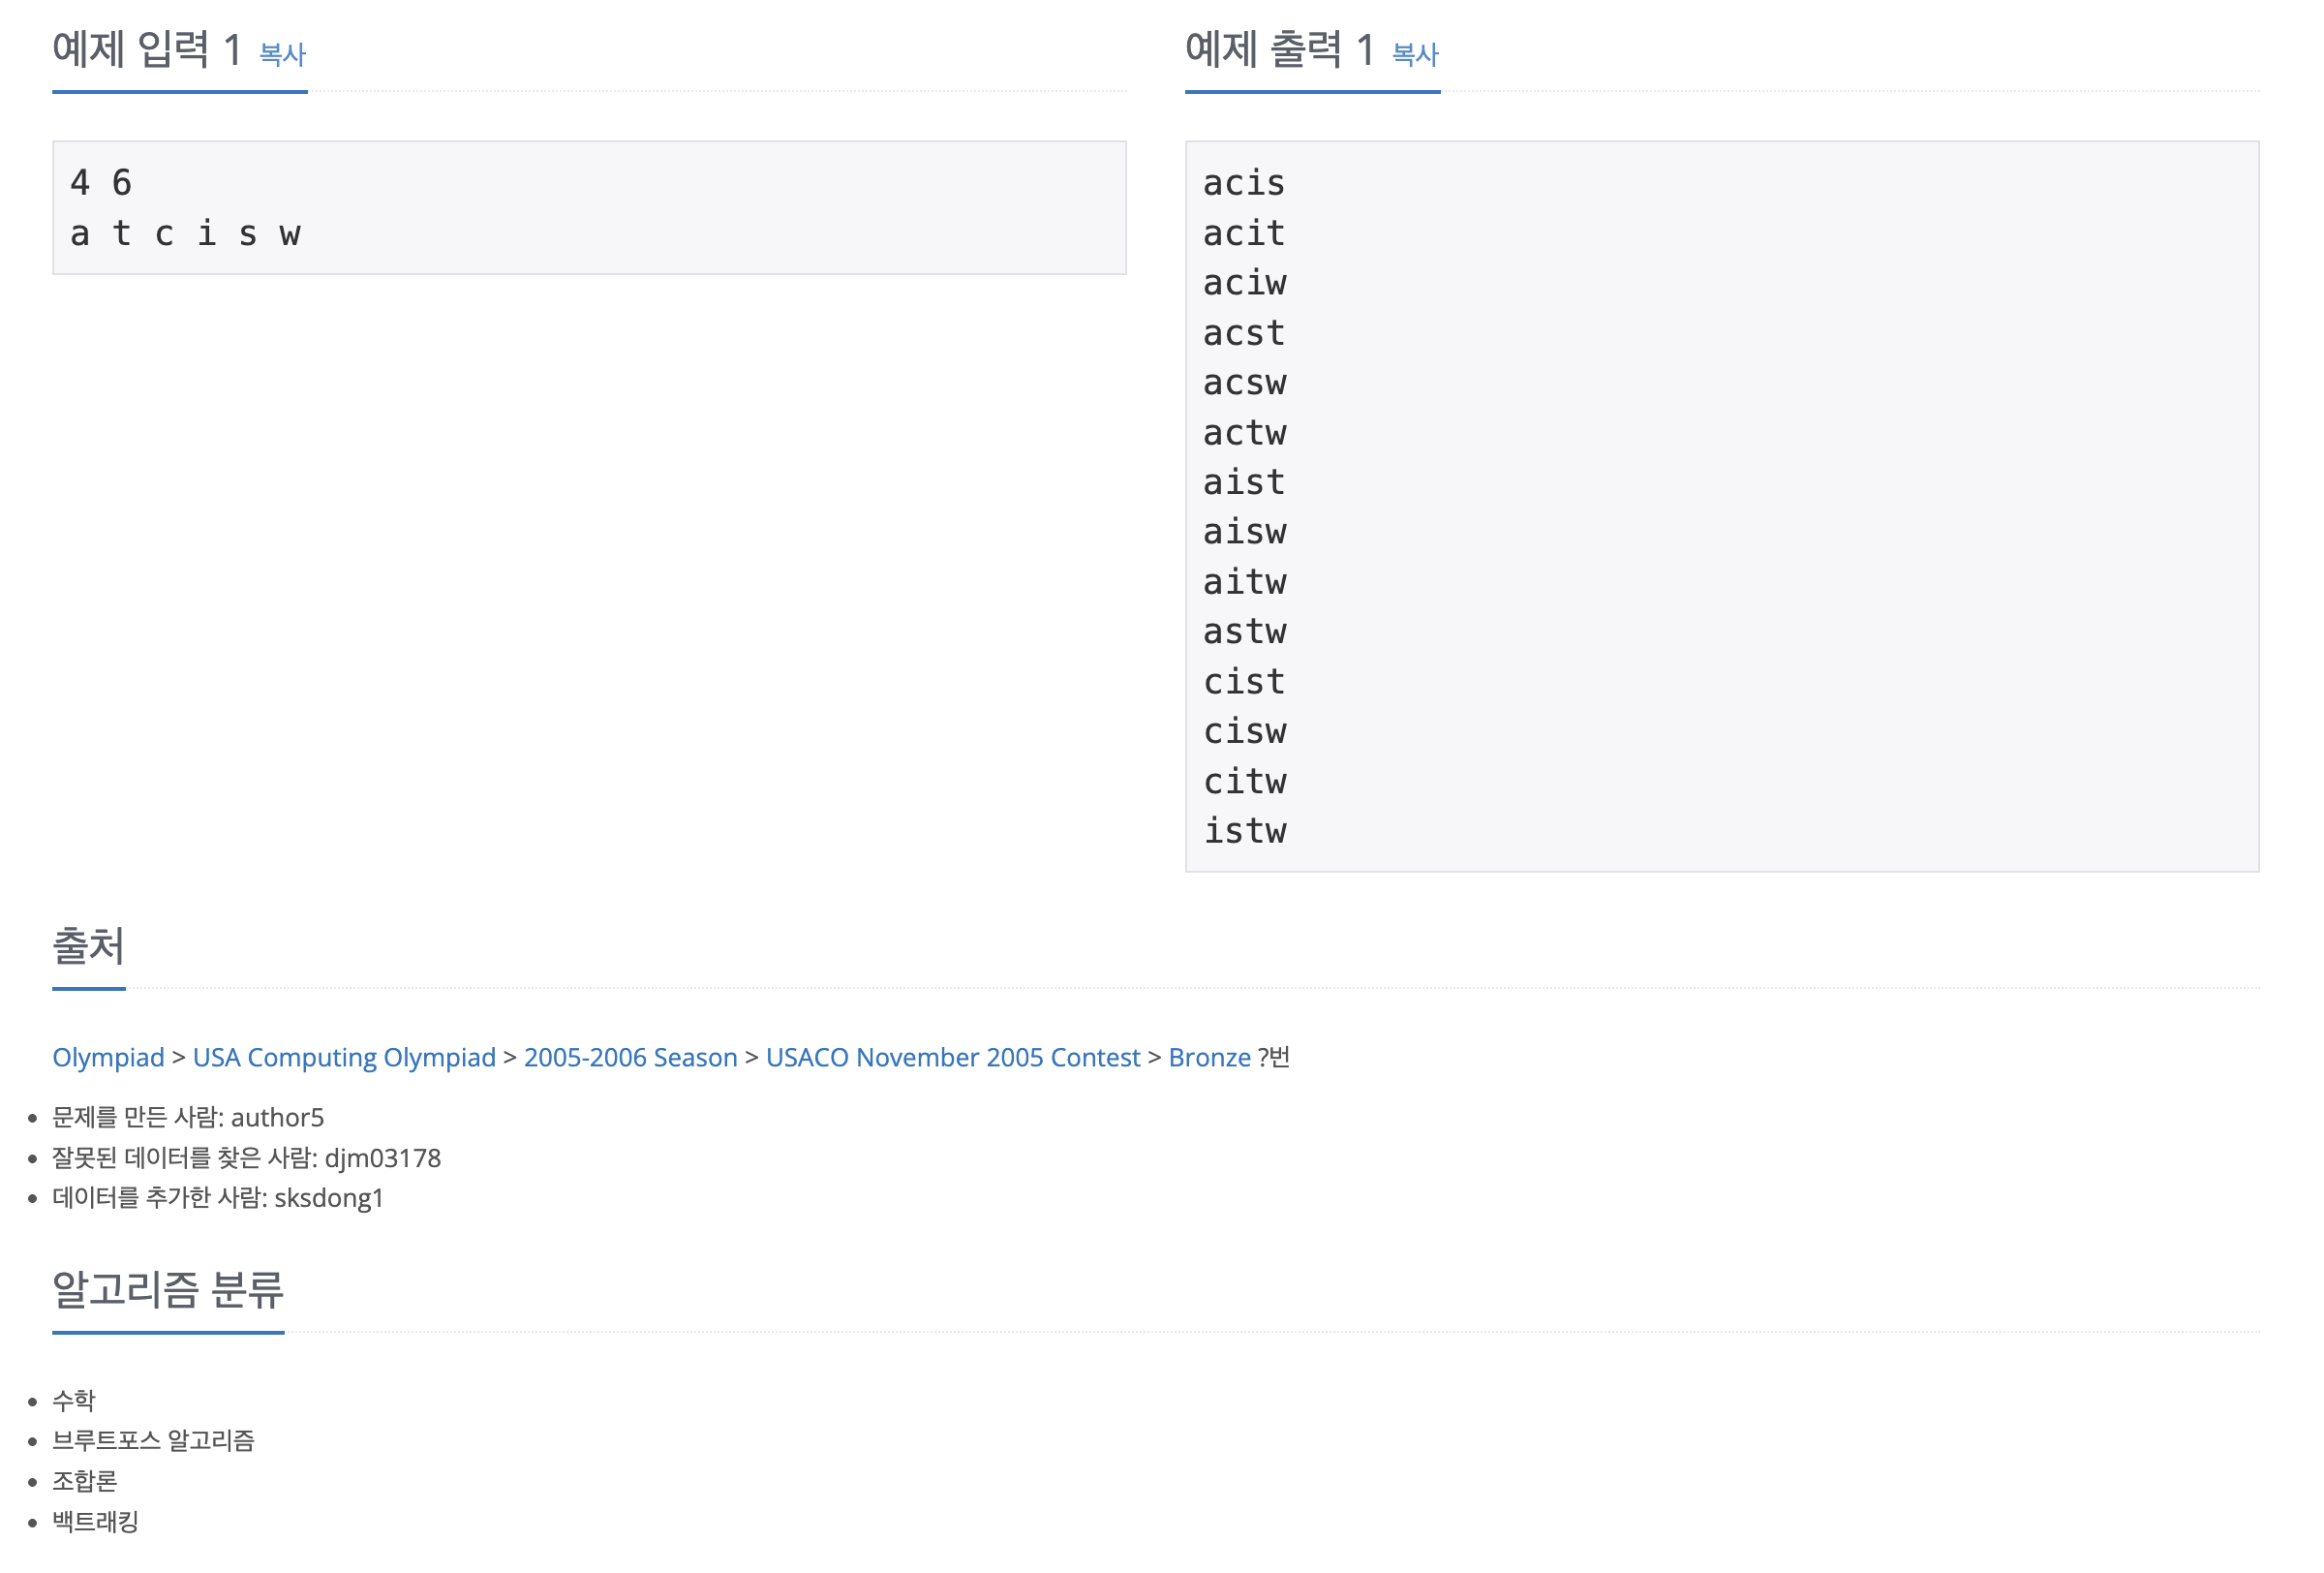 예제 입력 1 복사
4 6
a t c i s w
예제 출력 1 복사
acis
acit
aciw
acst
acsw
actw
aist
aisw
aitw
astw
cist
cisw
citw
istw
출처
Olympiad > USA Computing Olympiad > 2005-2006 Season > USACO November 2005 Contest > Bronze ?번
문제를 만든 사람: author5
잘못된 데이터를 찾은 사람: djm03178
데이터를 추가한 사람: sksdong1
알고리즘 분류
수학
브루트포스 알고리즘
조합론
백트래킹